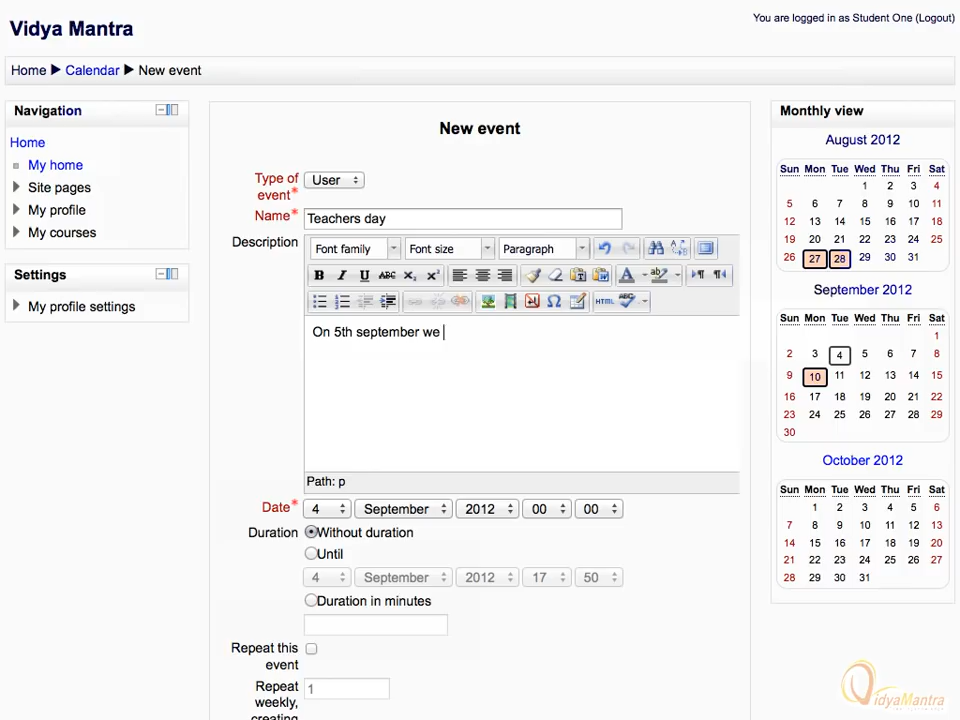 Vidya Mantra
You are logged in as Student One (Logout)
Home ▶ Calendar ▶ New event
Navigation
Home
My home
Site pages
My profile
My courses
Settings
My profile settings
New event
Type of event*
User
Name*
Teachers day
Description
Font family
Font size
Paragraph
B I U ABC x₂ x²
HTML ABC
On 5th september we
Path: p
Date*
4 September 2012 00 00
Duration
Without duration
Until
4 September 2012 17 50
Duration in minutes
Repeat this event
Repeat weekly, creating
1
Monthly view
August 2012
Sun Mon Tue Wed Thu Fri Sat
1 2 3 4
5 6 7 8 9 10 11
12 13 14 15 16 17 18
19 20 21 22 23 24 25
26 27 28 29 30 31
September 2012
Sun Mon Tue Wed Thu Fri Sat
1
2 3 4 5 6 7 8
9 10 11 12 13 14 15
16 17 18 19 20 21 22
23 24 25 26 27 28 29
30
October 2012
Sun Mon Tue Wed Thu Fri Sat
1 2 3 4 5 6
7 8 9 10 11 12 13
14 15 16 17 18 19 20
21 22 23 24 25 26 27
28 29 30 31
VidyaMantra